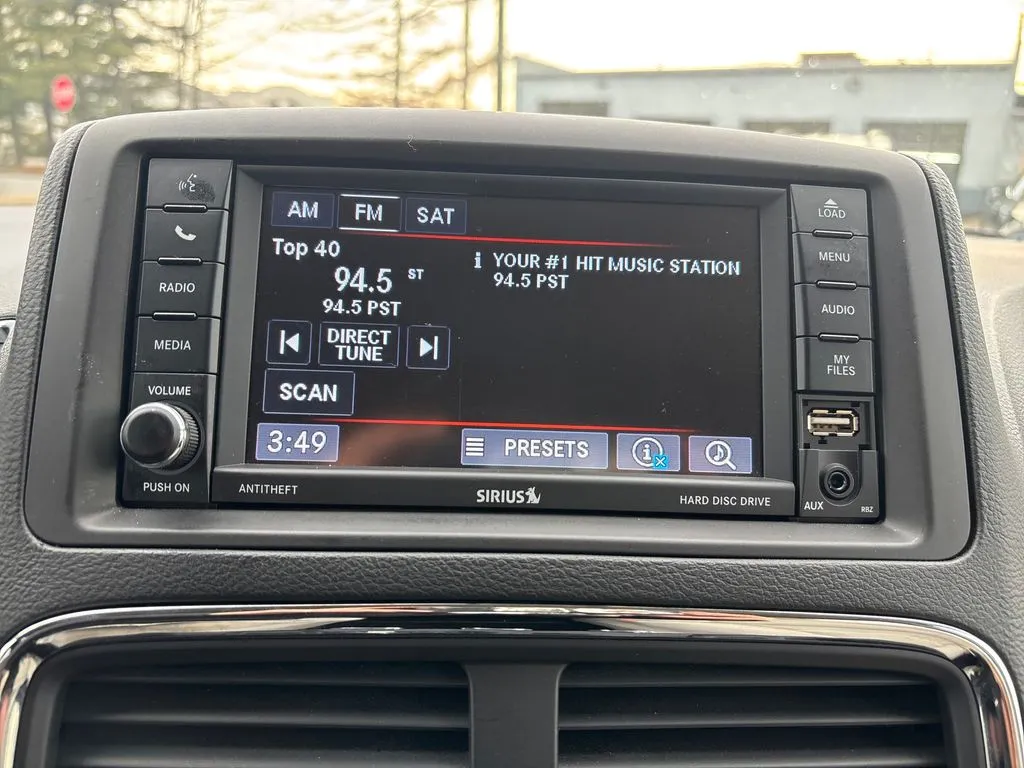 AM FM SAT
Top 40
94.5 ST
94.5 PST
DIRECT
TUNE
SCAN
3:49
YOUR #1 HIT MUSIC STATION
94.5 PST
PRESETS
RADIO
MEDIA
VOLUME
PUSH ON
LOAD
MENU
AUDIO
MY
FILES
AUX
RBZ
ANTITHEFT
SIRIUS
HARD DISC DRIVE